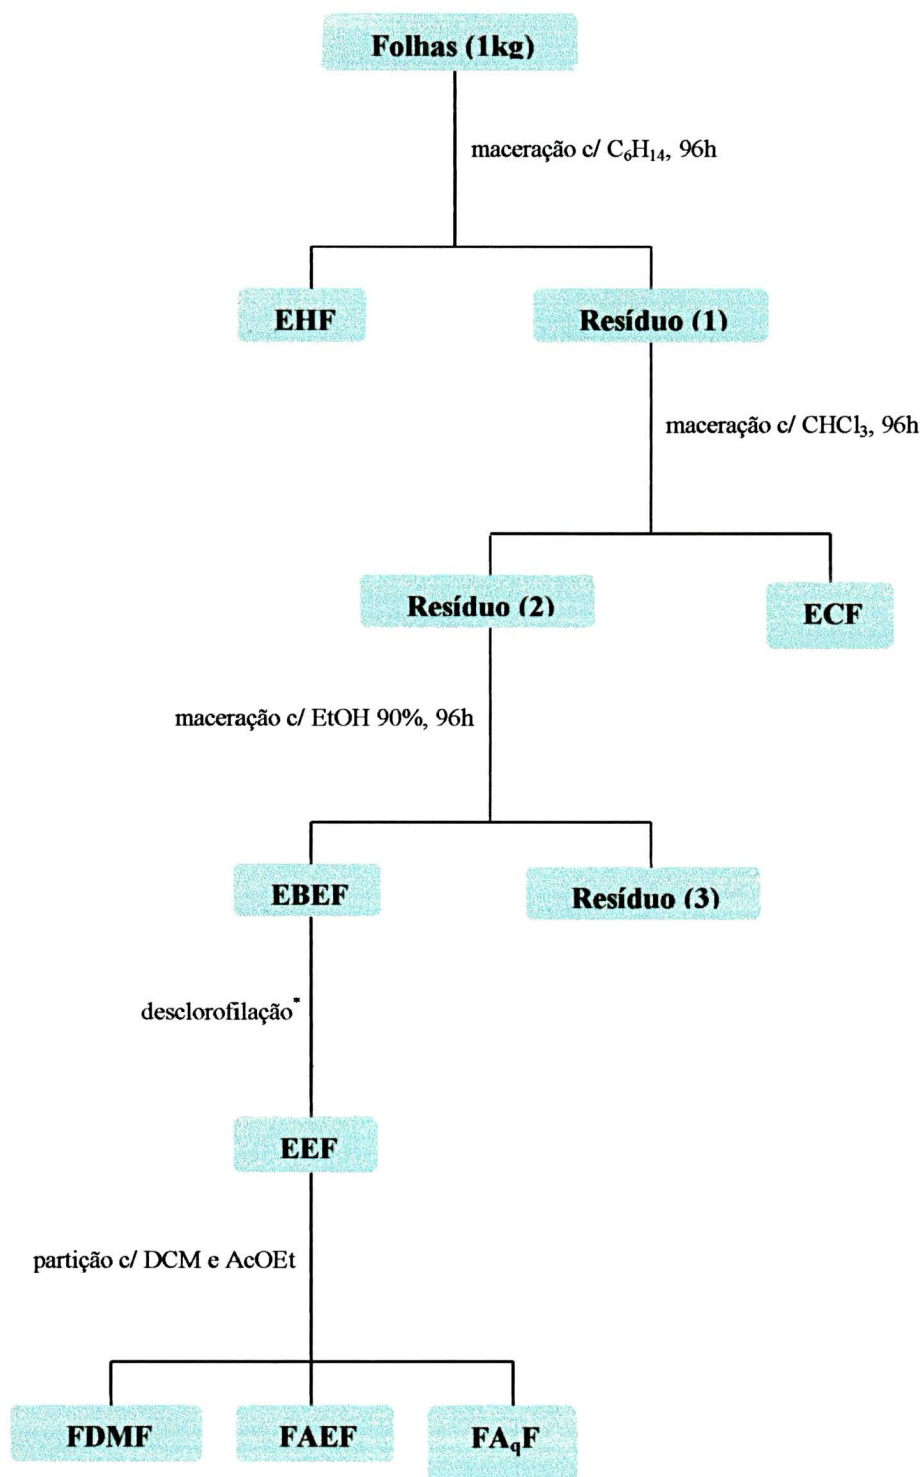 Folhas (1kg)
maceração c/ C₆H₁₄, 96h
EHF
Resíduo (1)
maceração c/ CHCl₃, 96h
Resíduo (2)
ECF
maceração c/ EtOH 90%, 96h
EBEF
Resíduo (3)
desclorofilação*
EEF
partição c/ DCM e AcOEt
FDMF
FAEF
FA_qF